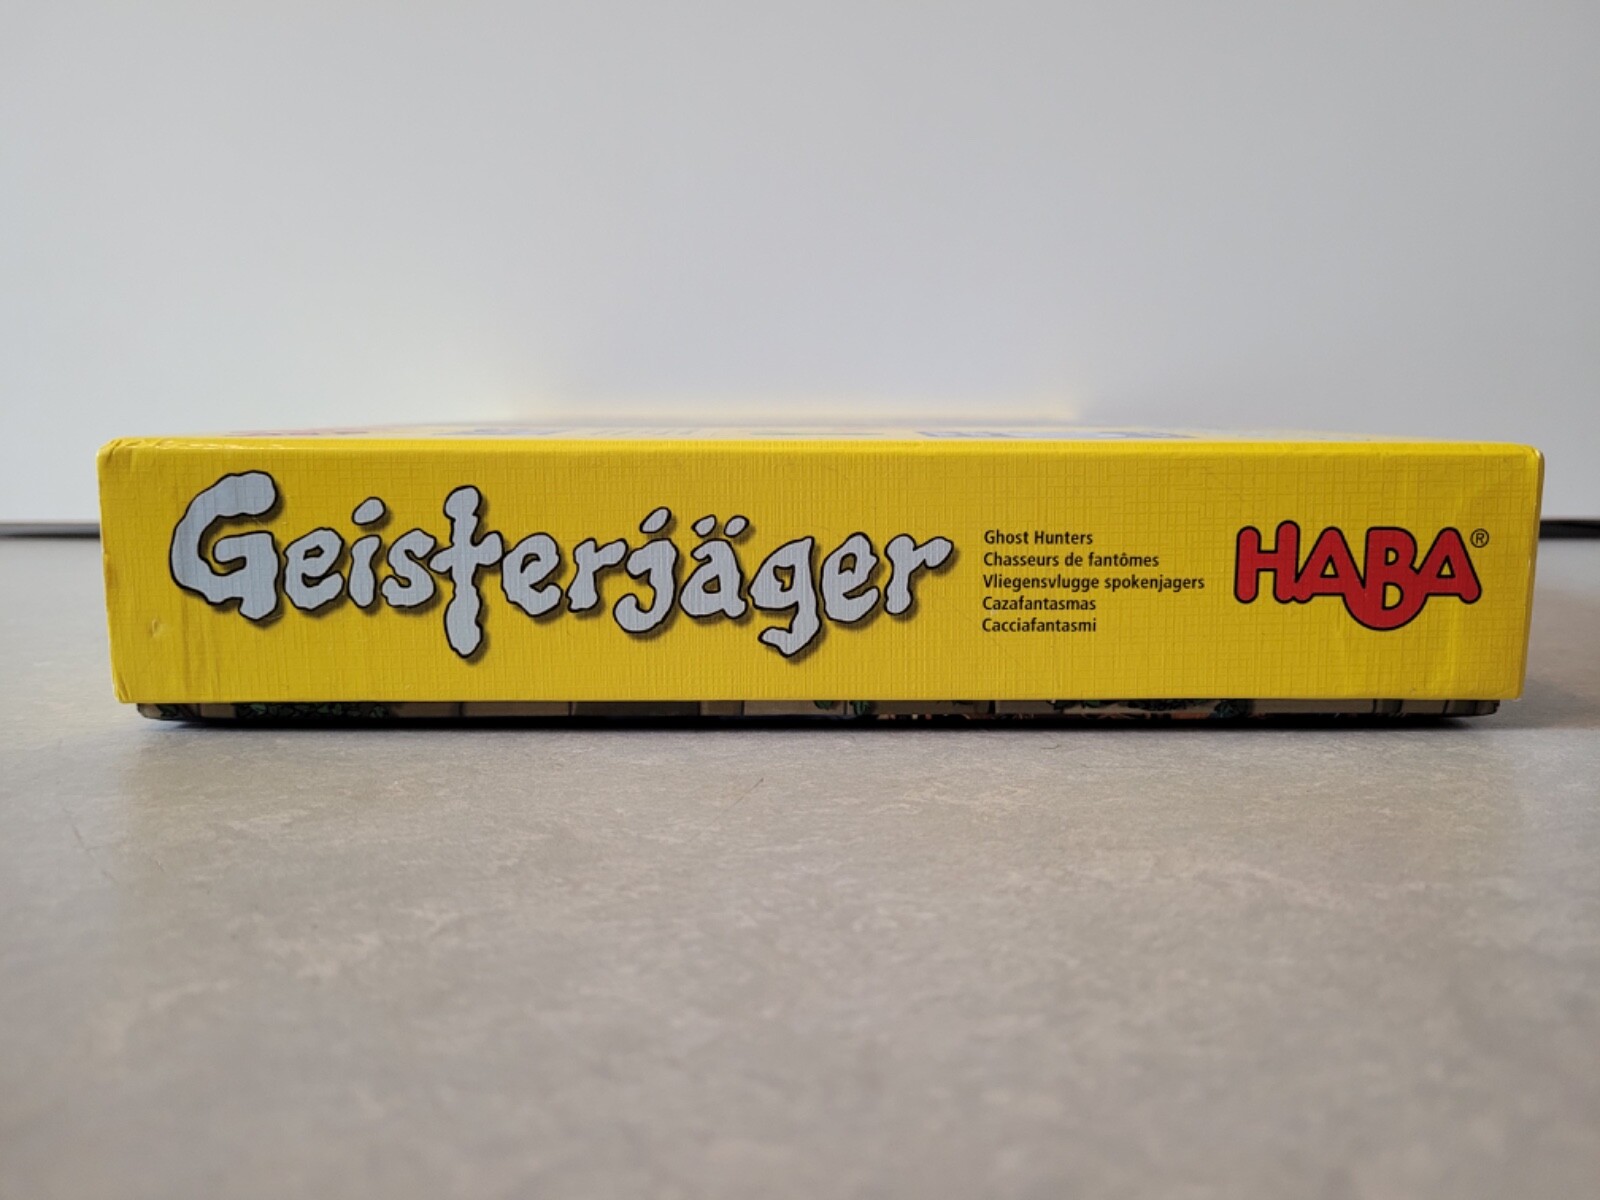 Geisterjäger
Ghost Hunters
Chasseurs de fantômes
Vliegensvlugge spokenjagers
Cazafantasmas
Cacciafantasmi
HABA®